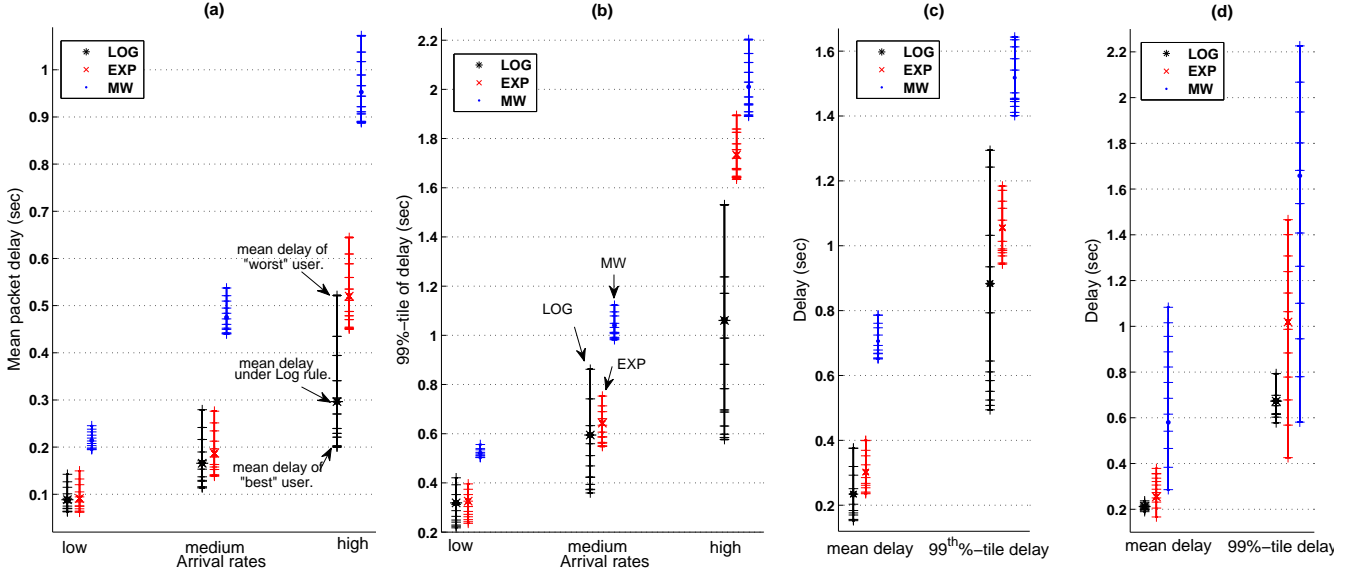 (a)
LOG
EXP
MW
1
0.9
0.8
0.7
0.6
0.5
0.4
0.3
0.2
0.1
Mean packet delay (sec)
mean delay of
"worst" user.
mean delay
under Log rule.
mean delay of
"best" user.
low
medium
high
Arrival rates
(b)
LOG
EXP
MW
2.2
2
1.8
1.6
1.4
1.2
1
0.8
0.6
0.4
0.2
99%−tile of delay (sec)
MW
LOG
EXP
low
medium
high
Arrival rates
(c)
LOG
EXP
MW
1.6
1.4
1.2
1
0.8
0.6
0.4
0.2
Delay (sec)
mean delay
99th%−tile delay
(d)
LOG
EXP
MW
2.2
2
1.8
1.6
1.4
1.2
1
0.8
0.6
0.4
0.2
Delay (sec)
mean delay
99%−tile delay